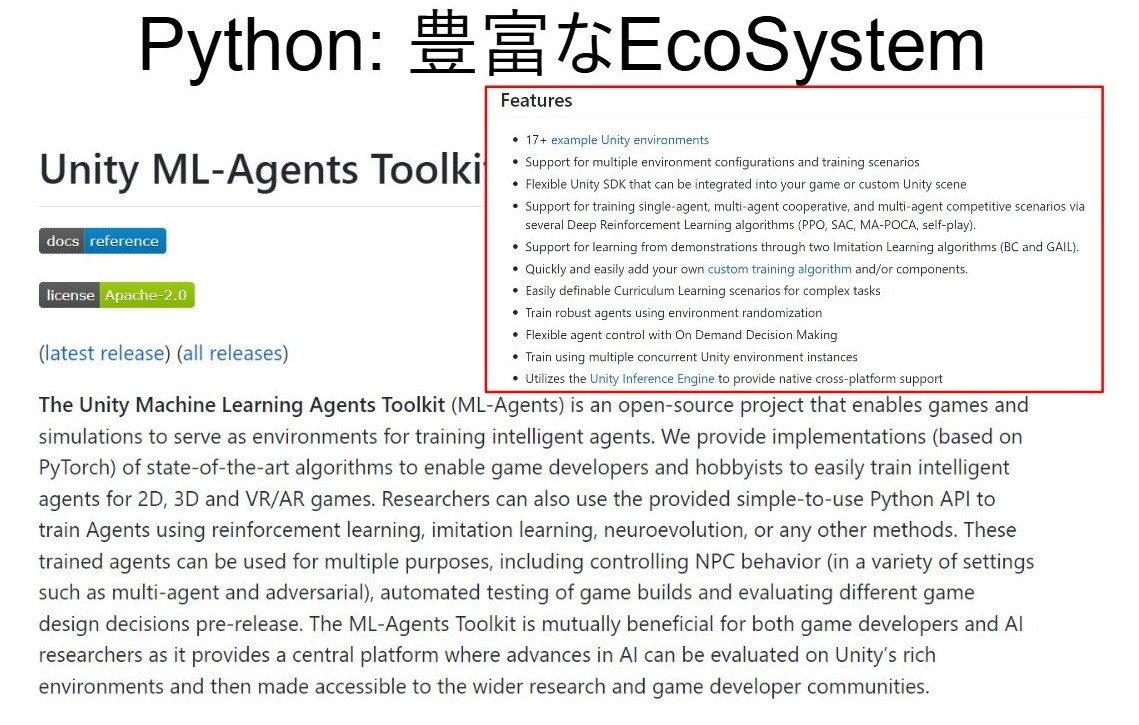 Python: 豊富なEcoSystem
Unity ML-Agents Toolki
docs reference
license Apache-2.0
(latest release) (all releases)
Features
17+ example Unity environments
Support for multiple environment configurations and training scenarios
Flexible Unity SDK that can be integrated into your game or custom Unity scene
Support for training single-agent, multi-agent cooperative, and multi-agent competitive scenarios via
several Deep Reinforcement Learning algorithms (PPO, SAC, MA-POCA, self-play).
Support for learning from demonstrations through two Imitation Learning algorithms (BC and GAIL).
Quickly and easily add your own custom training algorithm and/or components.
Easily definable Curriculum Learning scenarios for complex tasks
Train robust agents using environment randomization
Flexible agent control with On Demand Decision Making
Train using multiple concurrent Unity environment instances
Utilizes the Unity Inference Engine to provide native cross-platform support
The Unity Machine Learning Agents Toolkit (ML-Agents) is an open-source project that enables games and
simulations to serve as environments for training intelligent agents. We provide implementations (based on
PyTorch) of state-of-the-art algorithms to enable game developers and hobbyists to easily train intelligent
agents for 2D, 3D and VR/AR games. Researchers can also use the provided simple-to-use Python API to
train Agents using reinforcement learning, imitation learning, neuroevolution, or any other methods. These
trained agents can be used for multiple purposes, including controlling NPC behavior (in a variety of settings
such as multi-agent and adversarial), automated testing of game builds and evaluating different game
design decisions pre-release. The ML-Agents Toolkit is mutually beneficial for both game developers and AI
researchers as it provides a central platform where advances in AI can be evaluated on Unity’s rich
environments and then made accessible to the wider research and game developer communities.